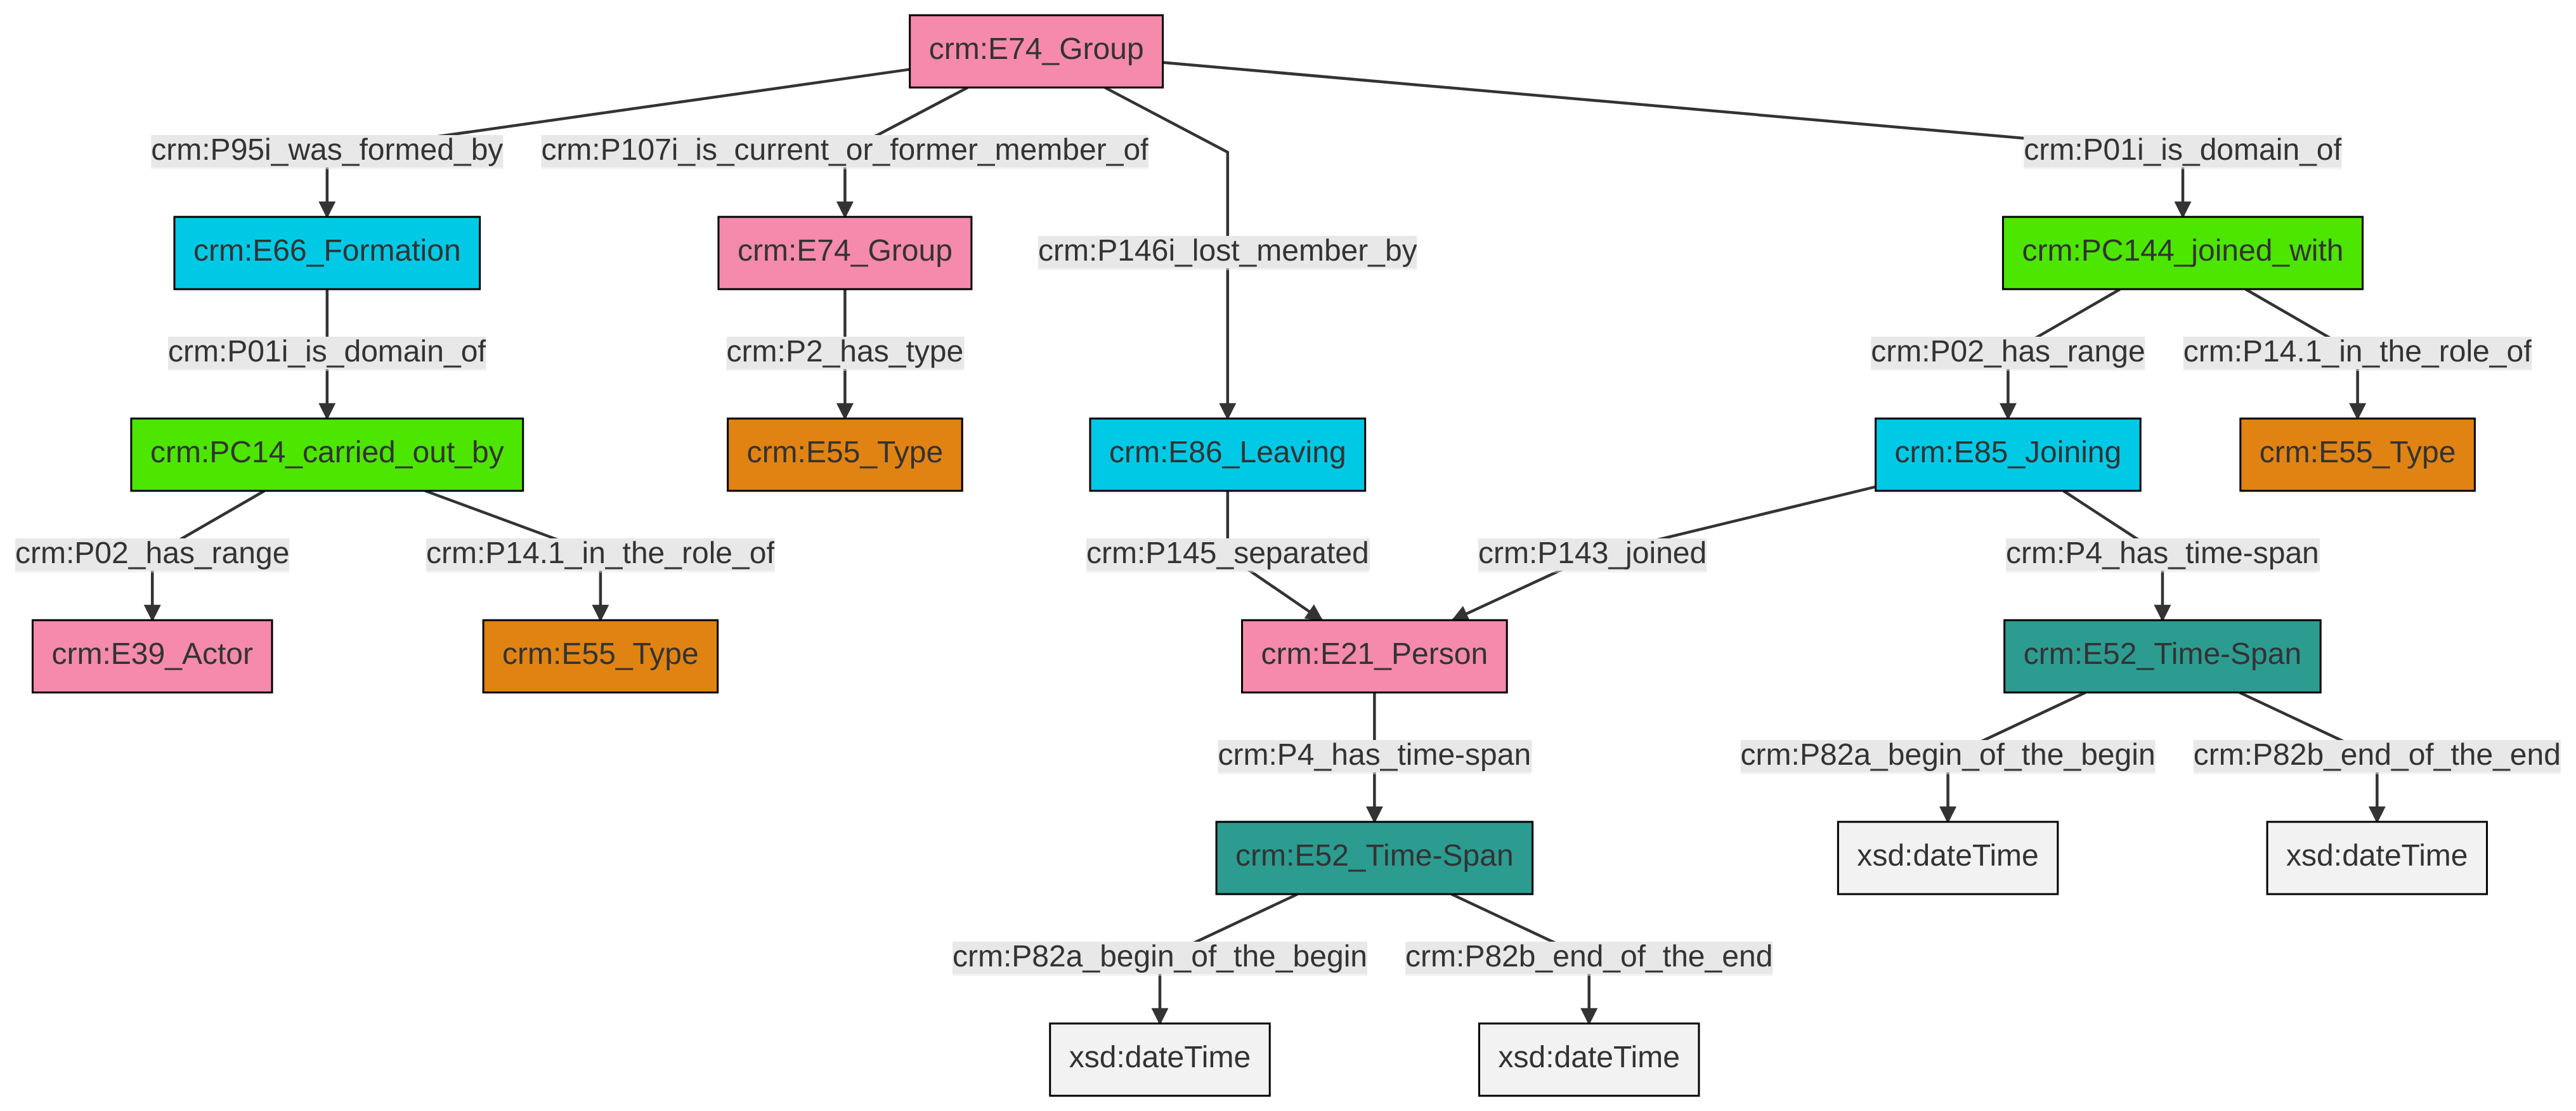 crm:E74_Group
crm:P95i_was_formed_by
crm:P107i_is_current_or_former_member_of
crm:P01i_is_domain_of
crm:E66_Formation
crm:E74_Group
crm:P146i_lost_member_by
crm:PC144_joined_with
crm:P01i_is_domain_of
crm:P2_has_type
crm:P02_has_range
crm:P14.1_in_the_role_of
crm:PC14_carried_out_by
crm:E55_Type
crm:E86_Leaving
crm:E85_Joining
crm:E55_Type
crm:P02_has_range
crm:P14.1_in_the_role_of
crm:P145_separated
crm:P143_joined
crm:P4_has_time-span
crm:E39_Actor
crm:E55_Type
crm:E21_Person
crm:E52_Time-Span
crm:P4_has_time-span
crm:P82a_begin_of_the_begin
crm:P82b_end_of_the_end
crm:E52_Time-Span
xsd:dateTime
xsd:dateTime
crm:P82a_begin_of_the_begin
crm:P82b_end_of_the_end
xsd:dateTime
xsd:dateTime